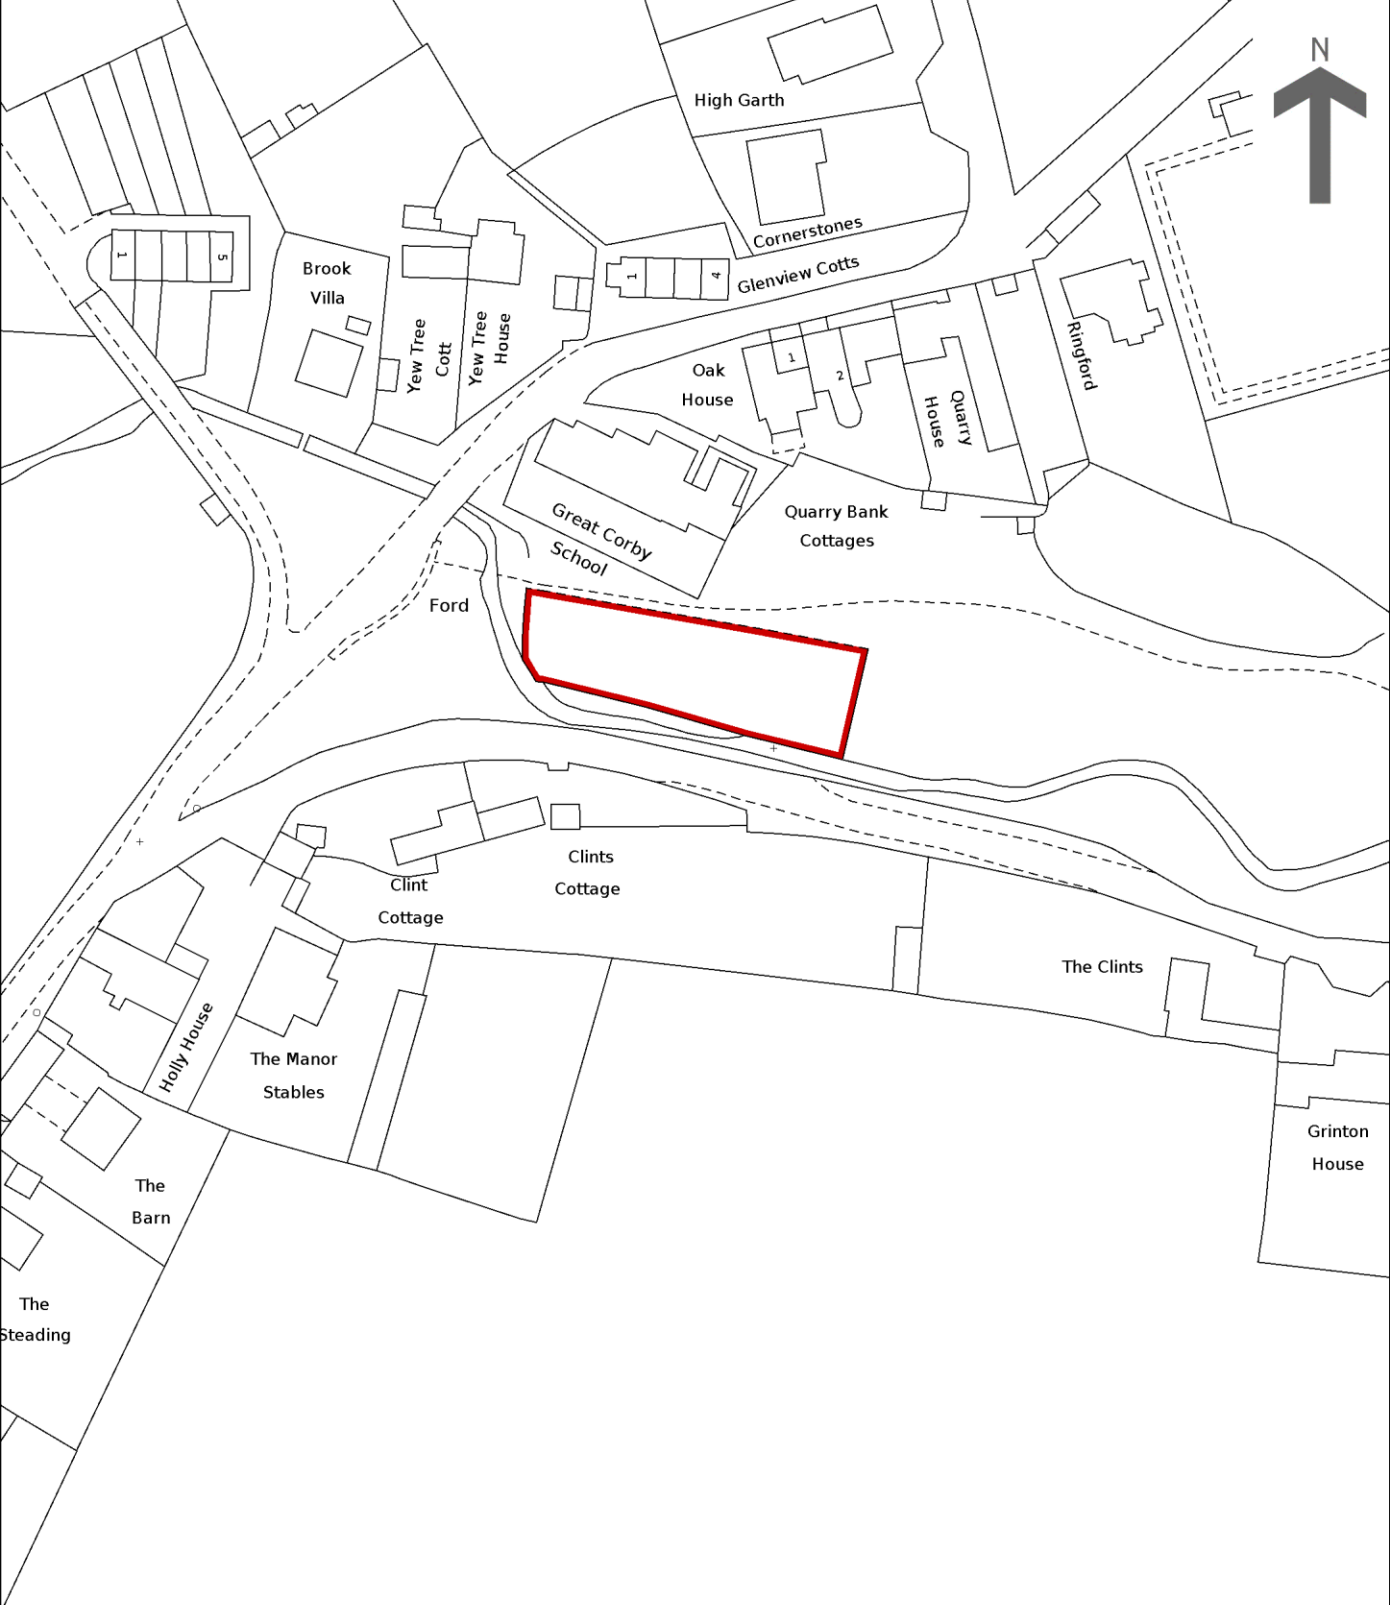 N
High Garth
Cornerstones
Glenview Cotts
1
5
1
4
Brook
Villa
Yew Tree
Cott
Yew Tree
House
Oak
House
1
2
Quarry
House
Ringford
Great Corby
School
Quarry Bank
Cottages
Ford
Clints
Cottage
Clint
Cottage
The Clints
Holly House
The Manor
Stables
Grinton
House
The
Barn
The
Steading